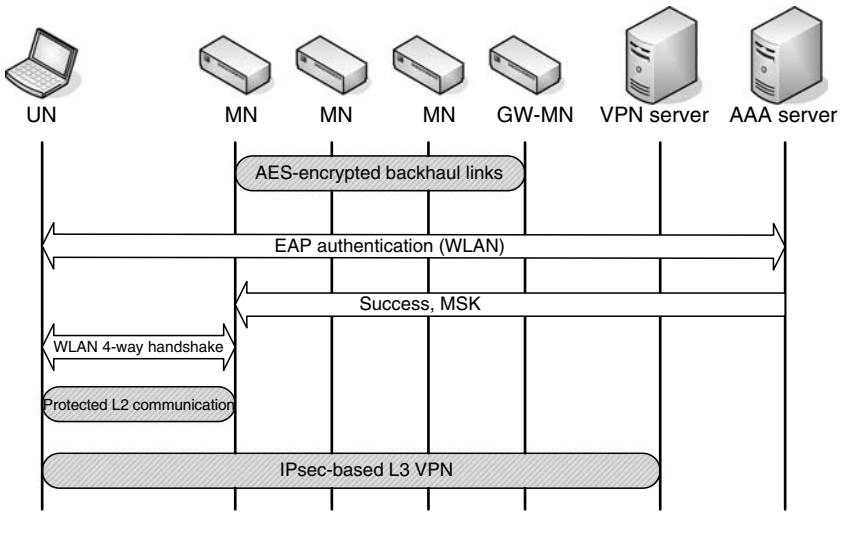 UN MN MN MN GW-MN VPN server AAA server
AES-encrypted backhaul links
EAP authentication (WLAN)
Success, MSK
WLAN 4-way handshake
Protected L2 communication
IPsec-based L3 VPN